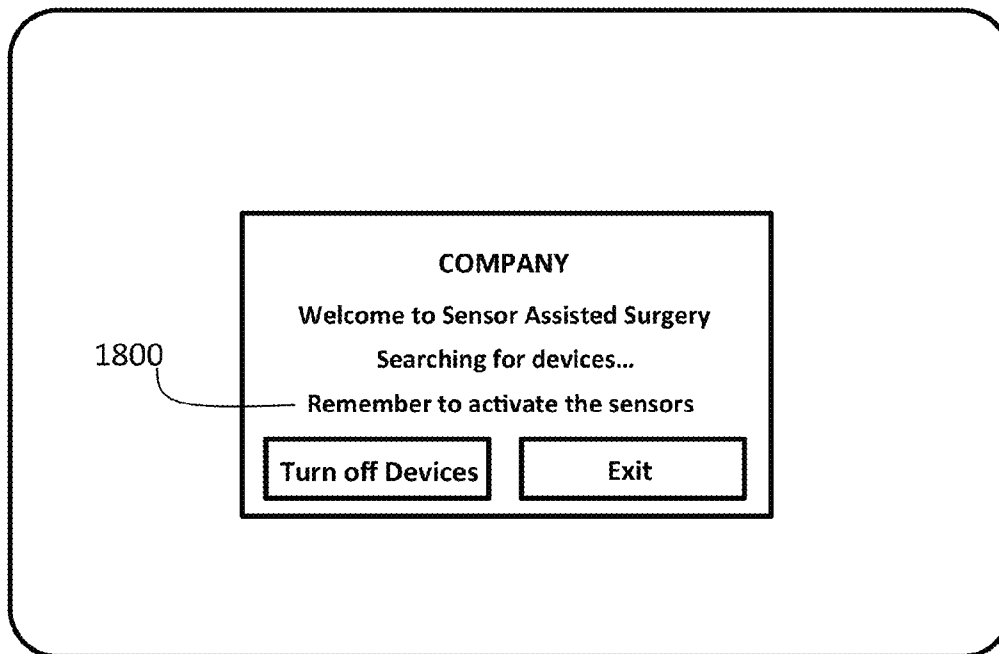 COMPANY
Welcome to Sensor Assisted Surgery
Searching for devices...
1800
Remember to activate the sensors
Turn off Devices
Exit